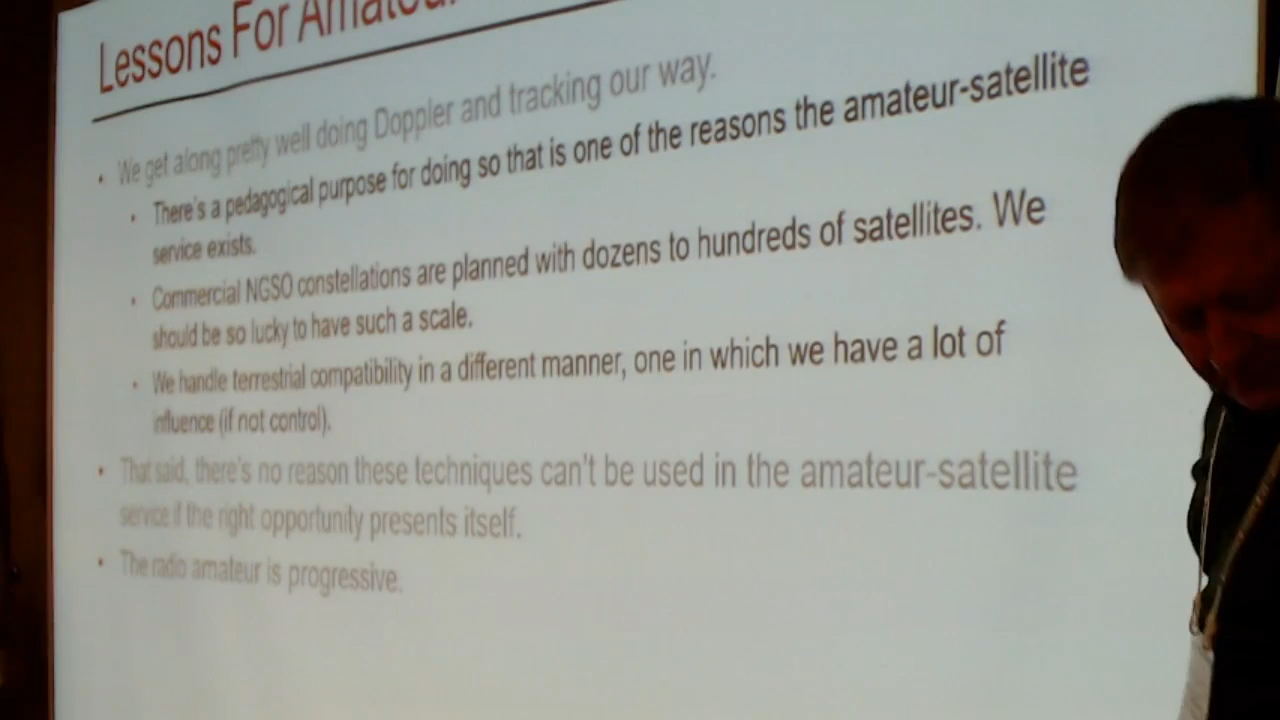 Lessons For Amateur
• We get along pretty well doing Doppler and tracking our way.
• There's a pedagogical purpose for doing so that is one of the reasons the amateur-satellite
service exists.
• Commercial NGSO constellations are planned with dozens to hundreds of satellites. We
should be so lucky to have such a scale.
• We handle terrestrial compatibility in a different manner, one in which we have a lot of
influence (if not control).
• That said, there's no reason these techniques can't be used in the amateur-satellite
service if the right opportunity presents itself.
• The radio amateur is progressive.